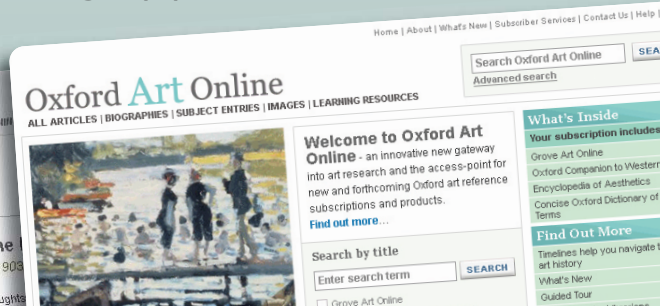 Home | About | What's New | Subscriber Services | Contact Us | Help |
Search Oxford Art Online
Advanced search
Oxford Art Online
ALL ARTICLES | BIOGRAPHIES | SUBJECT ENTRIES | IMAGES | LEARNING RESOURCES
Welcome to Oxford Art
Online - an innovative new gateway
into art research and the access-point for
new and forthcoming Oxford art reference
subscriptions and products.
Find out more...
Search by title
Enter search term SEARCH
Grove Art Online
What's Inside
Your subscription includes
Grove Art Online
Oxford Companion to Western
Encyclopedia of Aesthetics
Concise Oxford Dictionary of
Terms
Find Out More
Timelines help you navigate
art history
What's New
Guided Tour